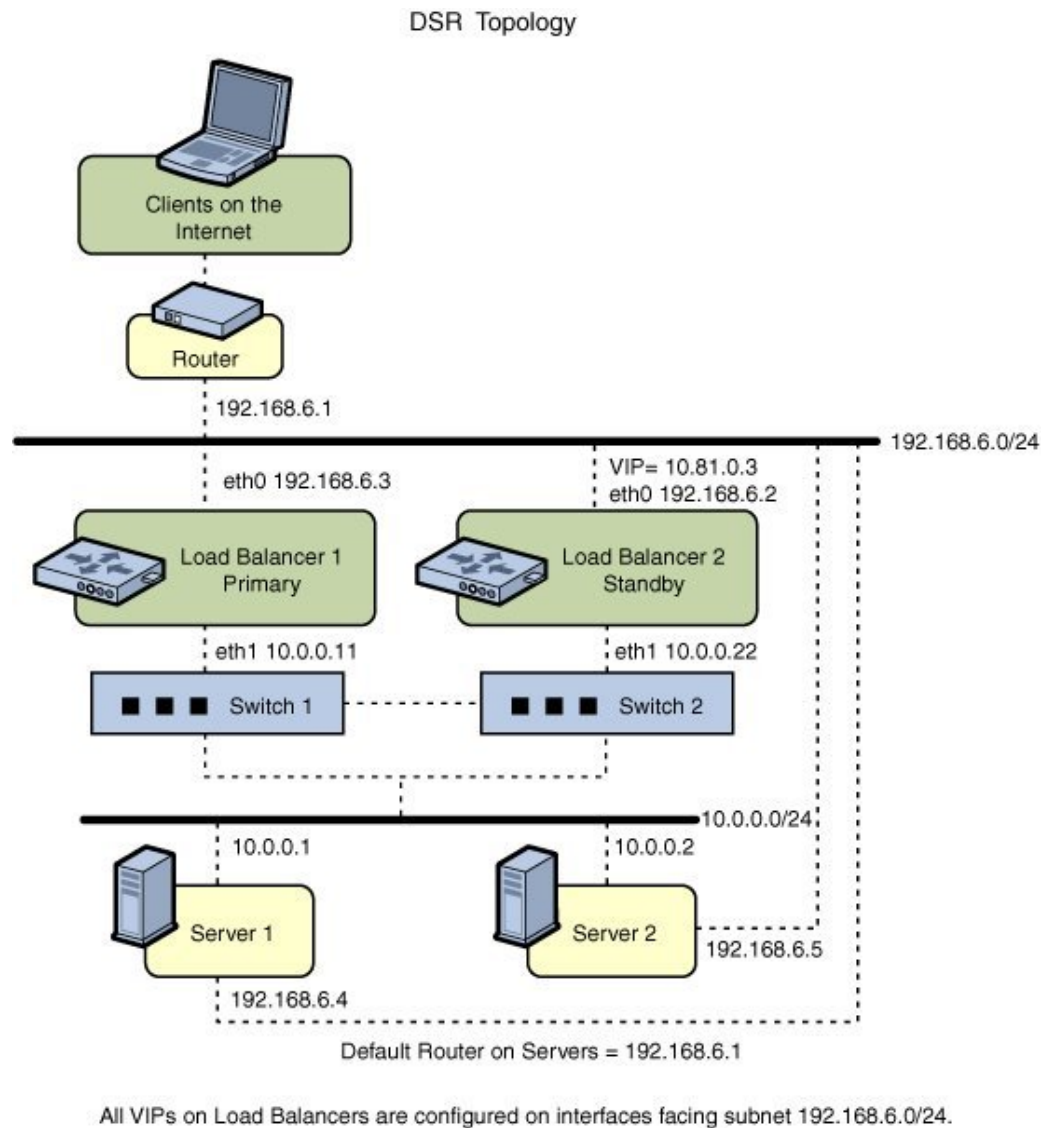 DSR Topology
Clients on the
Internet
Router
192.168.6.1
192.168.6.0/24
eth0 192.168.6.3
VIP= 10.81.0.3
eth0 192.168.6.2
Load Balancer 1
Primary
Load Balancer 2
Standby
eth1 10.0.0.11
eth1 10.0.0.22
Switch 1
Switch 2
10.0.0.0/24
10.0.0.1
10.0.0.2
Server 1
Server 2
192.168.6.5
192.168.6.4
Default Router on Servers = 192.168.6.1
All VIPs on Load Balancers are configured on interfaces facing subnet 192.168.6.0/24.